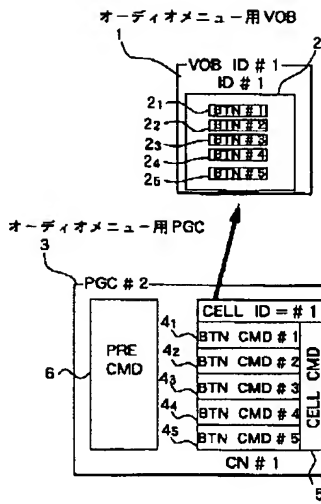 オーディオメニュー用VOB
1
VOB ID # 1
ID # 1
2
21 BTN # 1
22 BTN # 2
23 BTN # 3
24 BTN # 4
25 BTN # 5
オーディオメニュー用PGC
3
PGC # 2
CELL ID = # 1
6
PRE
CMD
41 BTN CMD # 1
42 BTN CMD # 2
43 BTN CMD # 3
44 BTN CMD # 4
45 BTN CMD # 5
CELL CMD
CN # 1
5